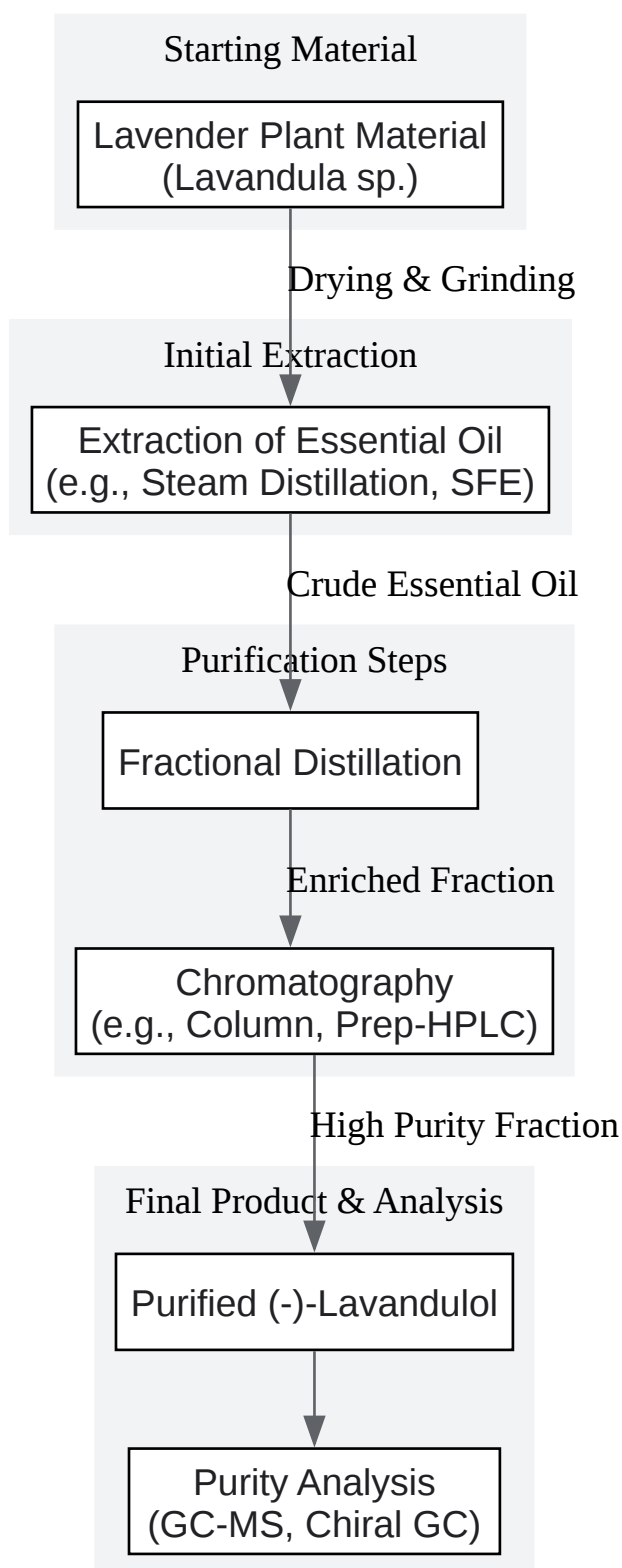 Starting Material
Lavender Plant Material
(Lavandula sp.)
Drying & Grinding
Initial Extraction
Extraction of Essential Oil
(e.g., Steam Distillation, SFE)
Crude Essential Oil
Purification Steps
Fractional Distillation
Enriched Fraction
Chromatography
(e.g., Column, Prep-HPLC)
High Purity Fraction
Final Product & Analysis
Purified (-)-Lavandulol
Purity Analysis
(GC-MS, Chiral GC)